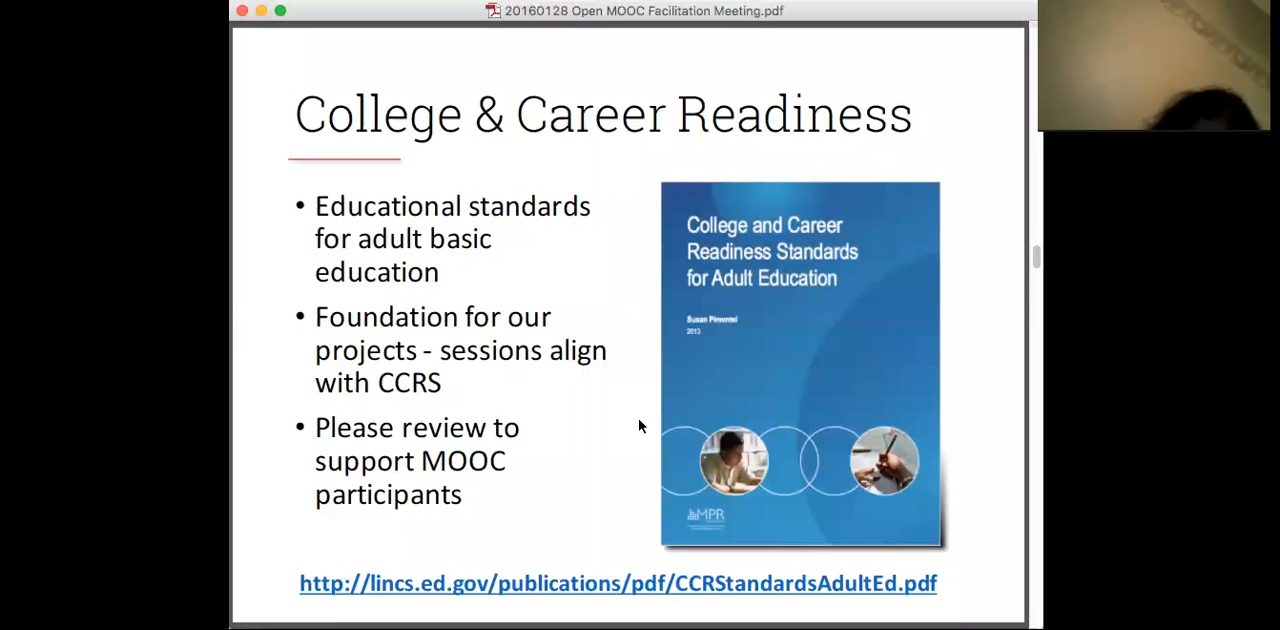 20160128 Open MOOC Facilitation Meeting.pdf
College & Career Readiness
• Educational standards
for adult basic
education
• Foundation for our
projects - sessions align
with CCRS
• Please review to
support MOOC
participants
College and Career
Readiness Standards
for Adult Education
Susan Pimentel
2013
MPR
http://lincs.ed.gov/publications/pdf/CCRStandardsAdultEd.pdf